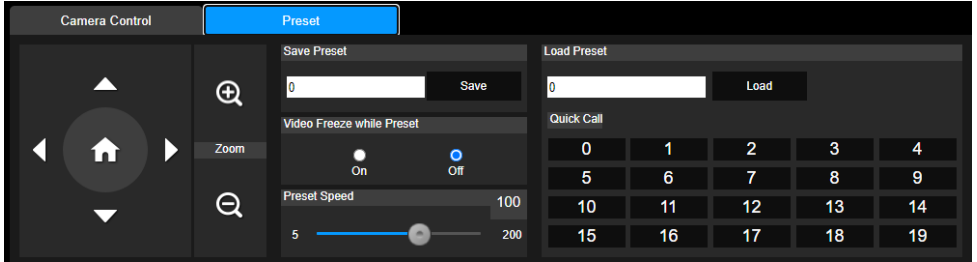 Camera Control
Preset
Zoom
Save Preset
0
Save
Video Freeze while Preset
On
Off
Preset Speed
100
5
200
Load Preset
0
Load
Quick Call
0 1 2 3 4
5 6 7 8 9
10 11 12 13 14
15 16 17 18 19